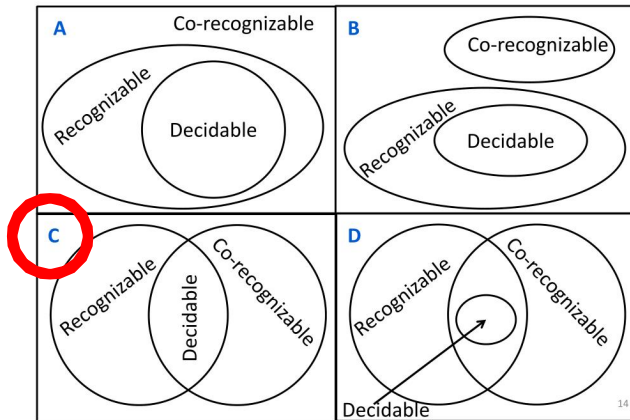 A
Co-recognizable
Recognizable
Decidable
B
Co-recognizable
Recognizable
Decidable
C
Recognizable
Decidable
Co-recognizable
D
Recognizable
Co-recognizable
Decidable
14